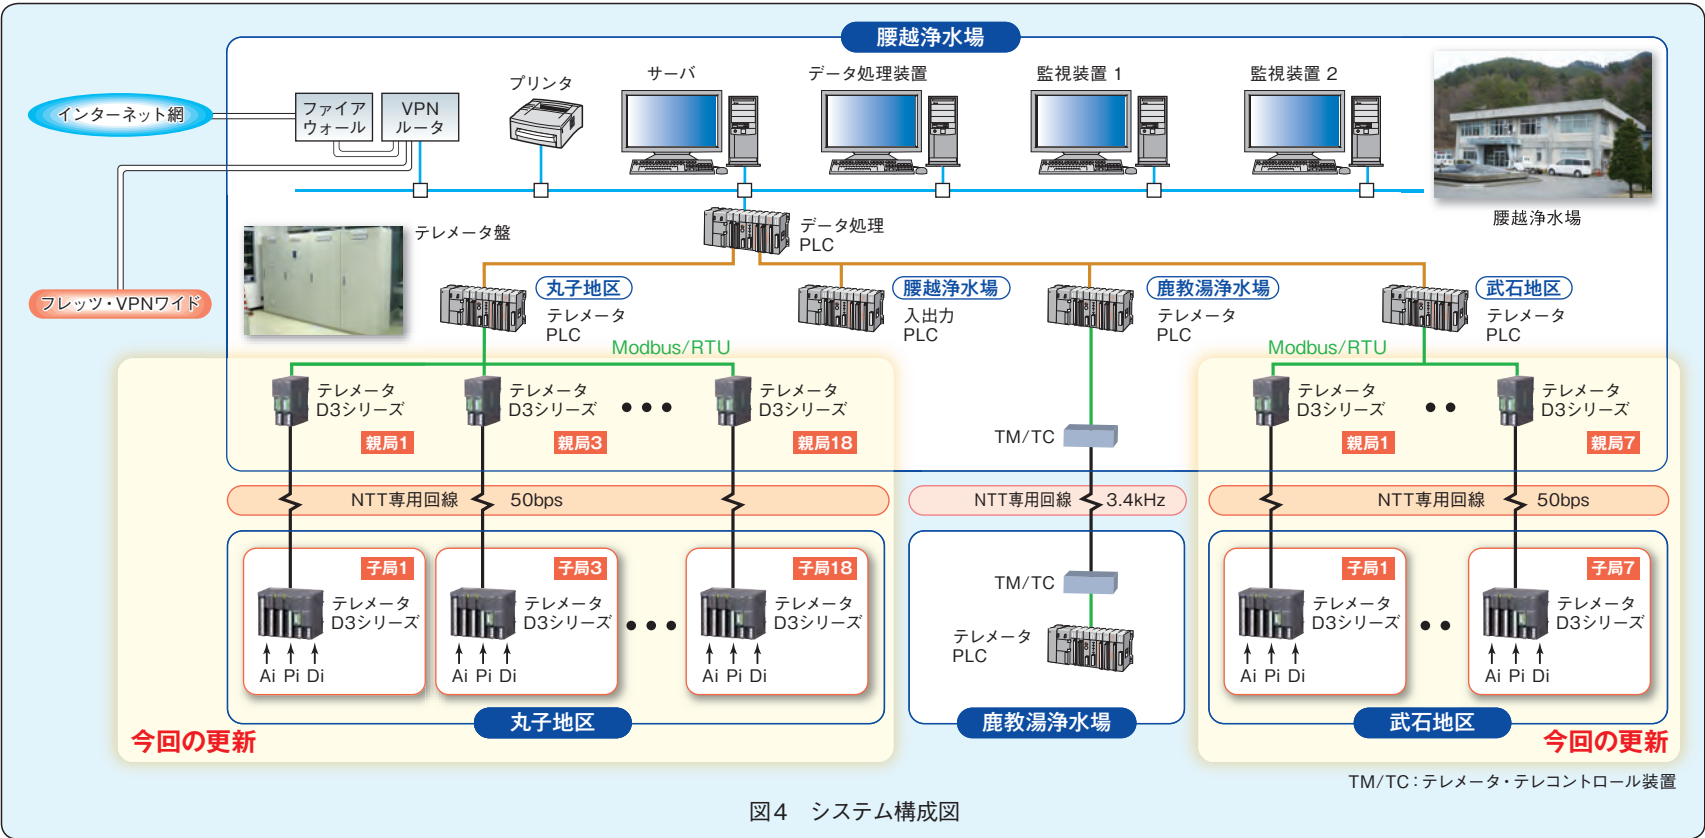 腰越浄水場
インターネット網
ファイア
ウォール
VPN
ルータ
プリンタ
サーバ
データ処理装置
監視装置 1
監視装置 2
腰越浄水場
テレメータ盤
データ処理
PLC
フレッツ・VPNワイド
丸子地区
テレメータ
PLC
腰越浄水場
入出力
PLC
鹿教湯浄水場
テレメータ
PLC
武石地区
テレメータ
PLC
Modbus/RTU
Modbus/RTU
テレメータ
D3シリーズ
親局1
テレメータ
D3シリーズ
親局3
テレメータ
D3シリーズ
親局18
TM/TC
テレメータ
D3シリーズ
親局1
テレメータ
D3シリーズ
親局7
NTT専用回線 50bps
NTT専用回線 3.4kHz
NTT専用回線 50bps
子局1
テレメータ
D3シリーズ
Ai Pi Di
子局3
テレメータ
D3シリーズ
Ai Pi Di
子局18
テレメータ
D3シリーズ
Ai Pi Di
TM/TC
テレメータ
PLC
子局1
テレメータ
D3シリーズ
Ai Pi Di
子局7
テレメータ
D3シリーズ
Ai Pi Di
丸子地区
鹿教湯浄水場
武石地区
今回の更新
今回の更新
TM/TC：テレメータ・テレコントロール装置
図4　システム構成図